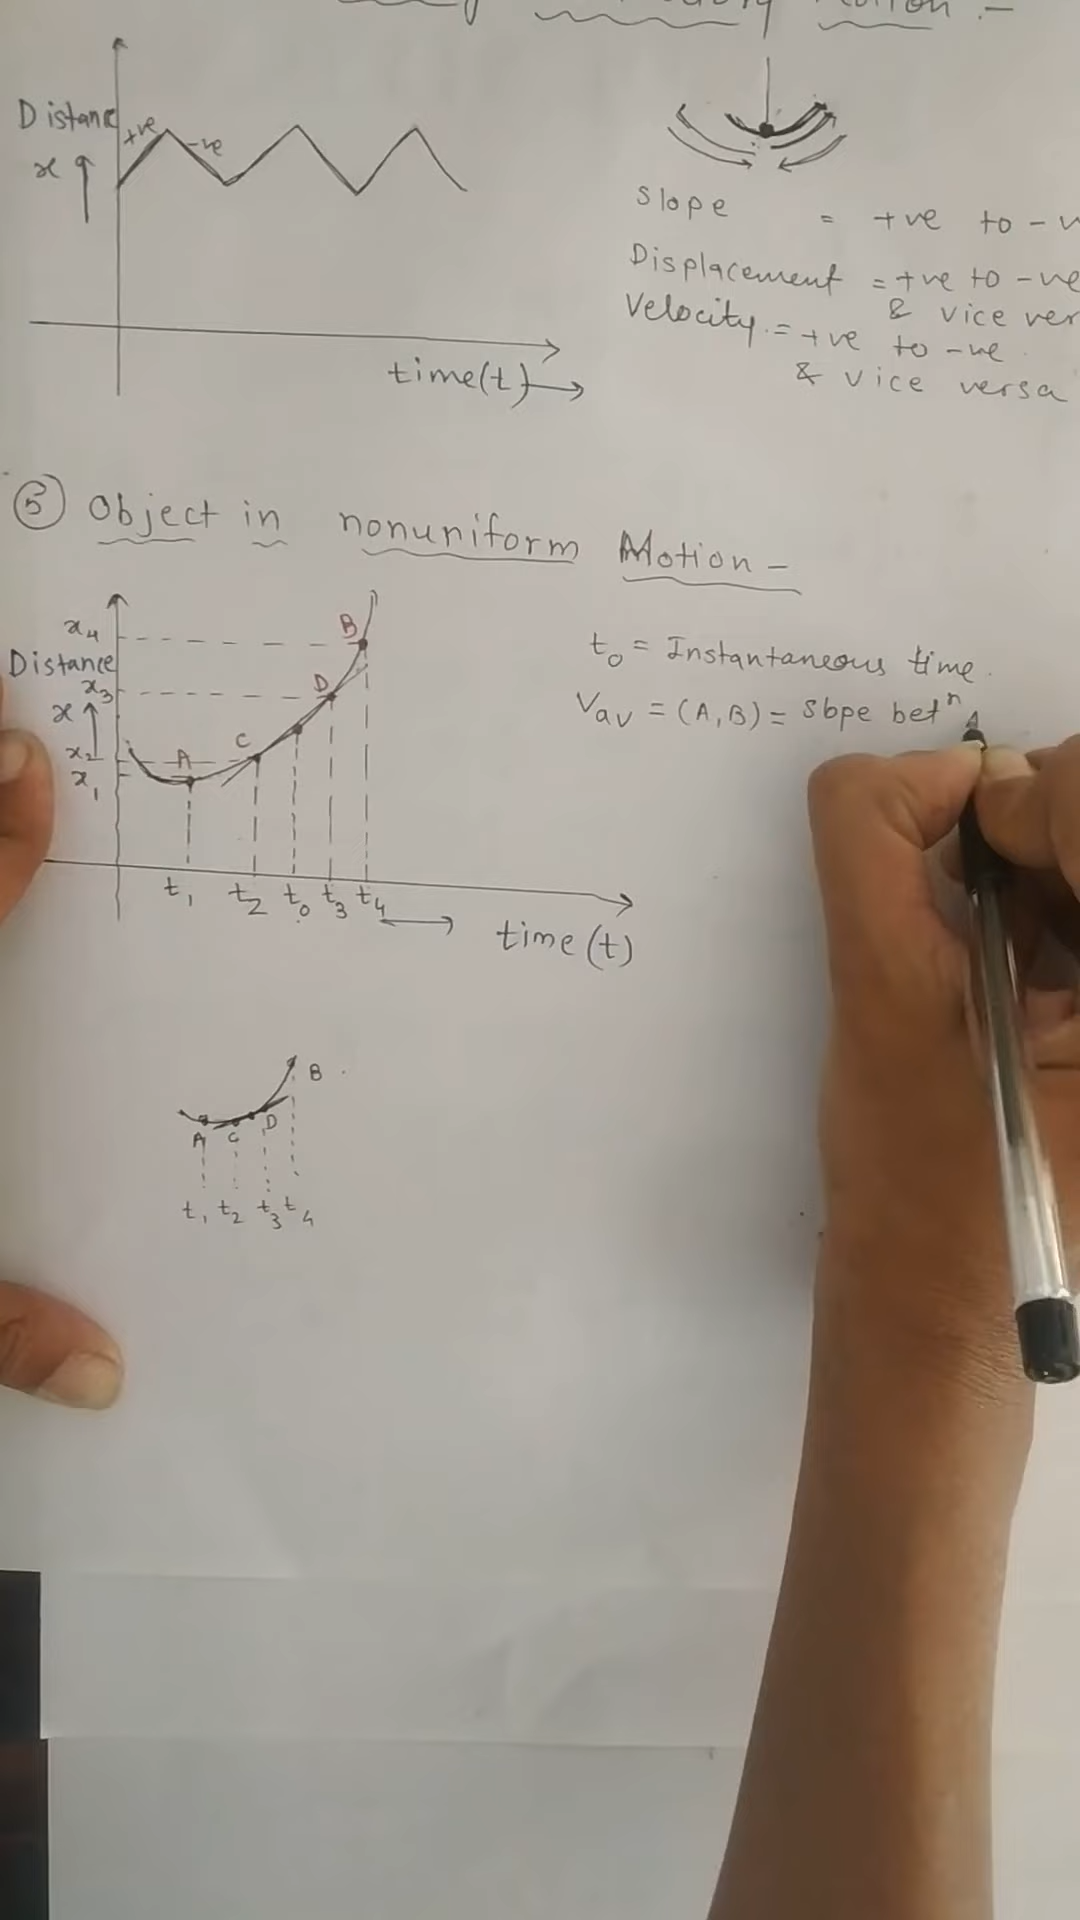 Motion :-
Distanc
x
+ve
-ve
time(t)
slope = +ve to -v
Displacement = +ve to -ve
& vice ver
Velocity = +ve to -ve
& vice versa
⑤ Object in nonuniform Motion -
x₄
Distance
x₃
x
x₂
x₁
A
C
D
B
t₁ t₂ t₀ t₃ t₄
time (t)
t₀ = Instantaneous time.
Vav = (A, B) = slope betⁿ A
A C D B
t₁ t₂ t₃ t₄